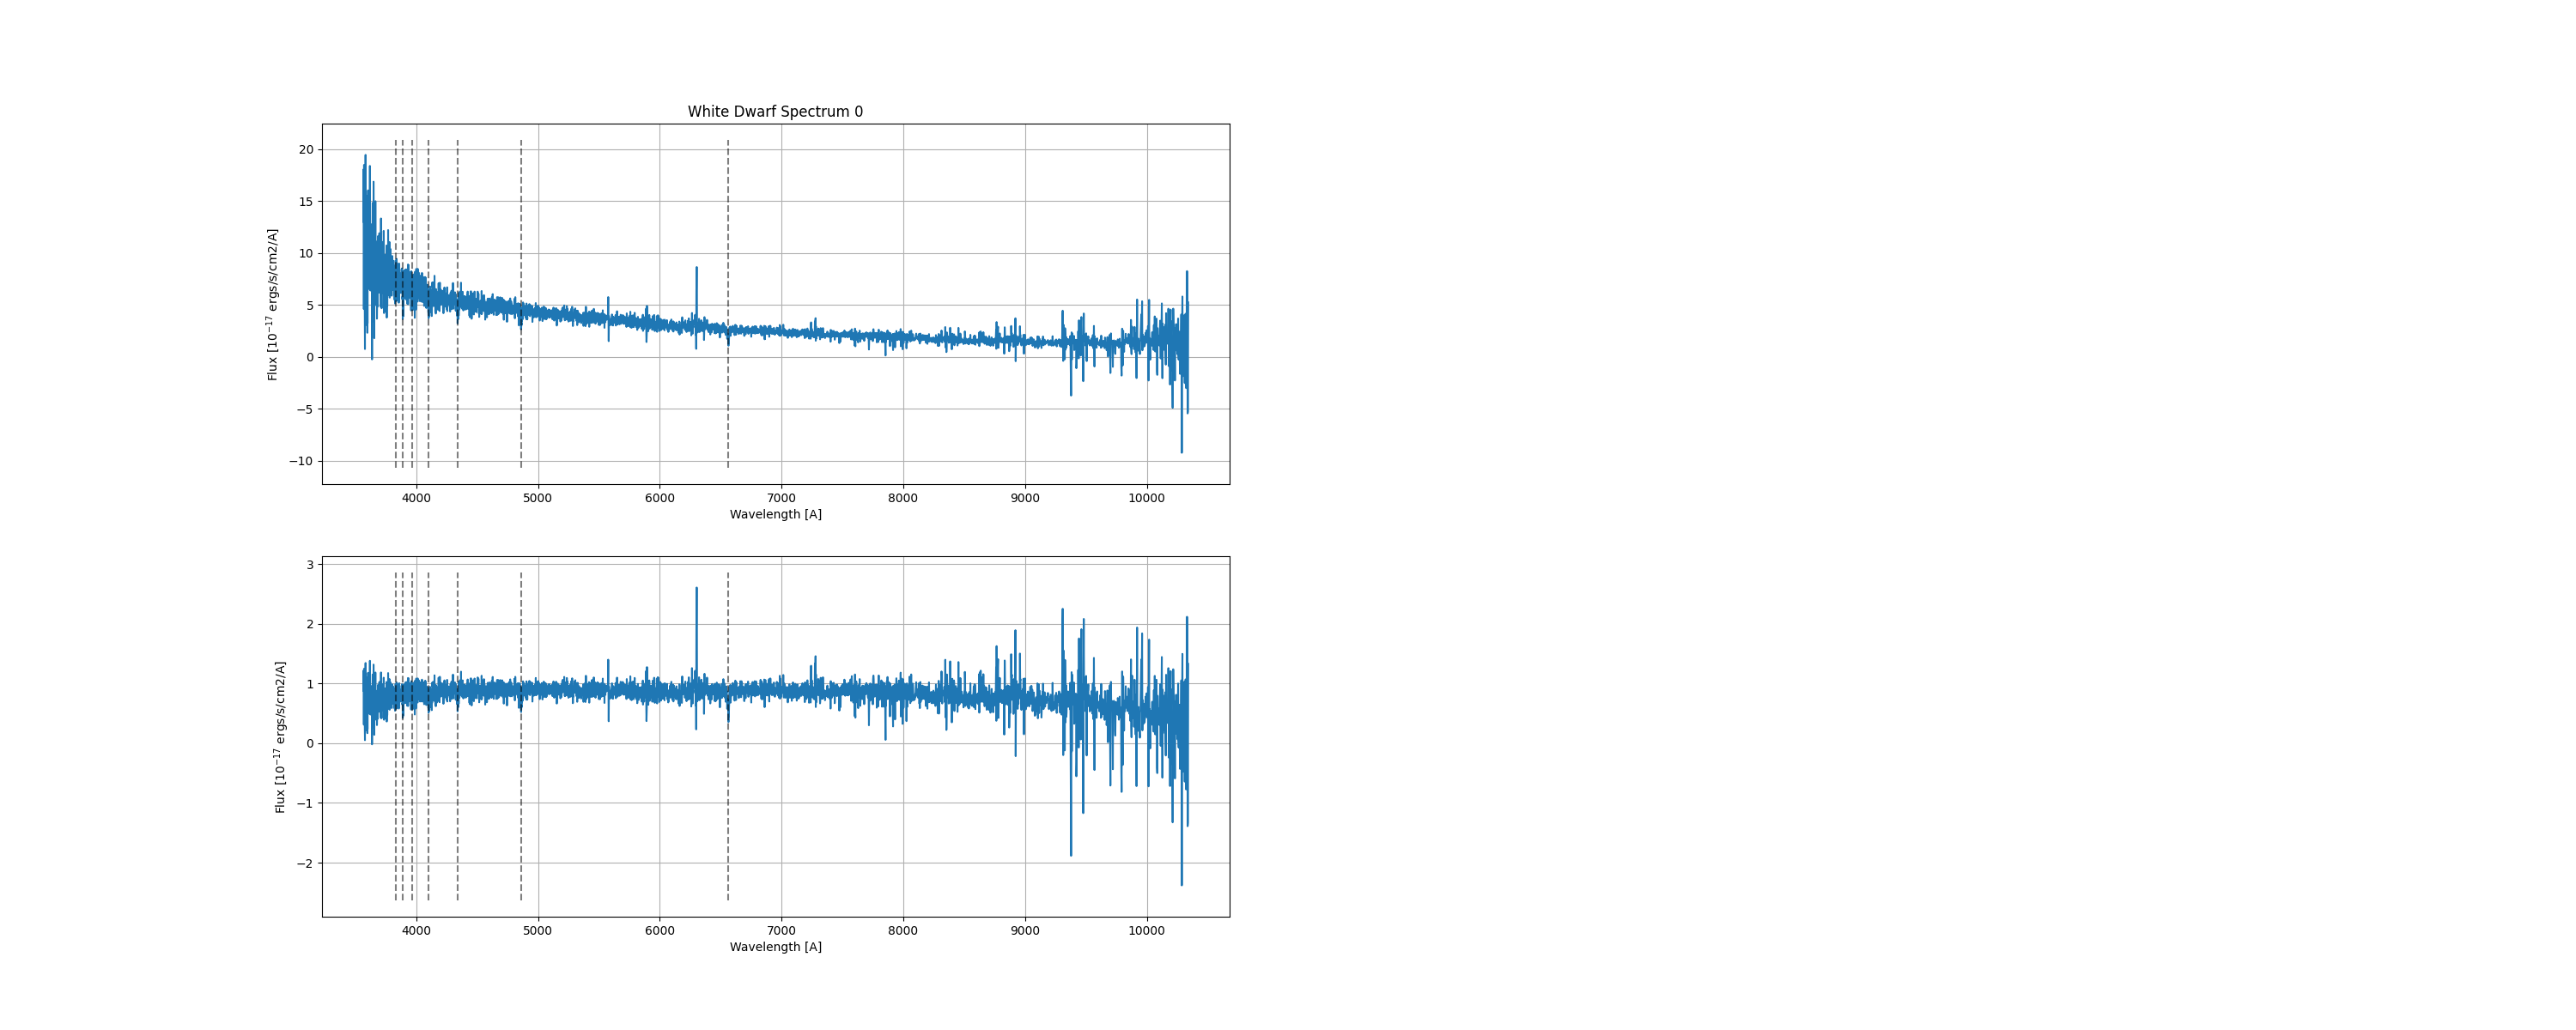 White Dwarf Spectrum 0
20
15
10
5
0
−5
−10
Flux [10⁻¹⁷ ergs/s/cm2/A]
4000 5000 6000 7000 8000 9000 10000
Wavelength [A]
3
2
1
0
−1
−2
Flux [10⁻¹⁷ ergs/s/cm2/A]
4000 5000 6000 7000 8000 9000 10000
Wavelength [A]